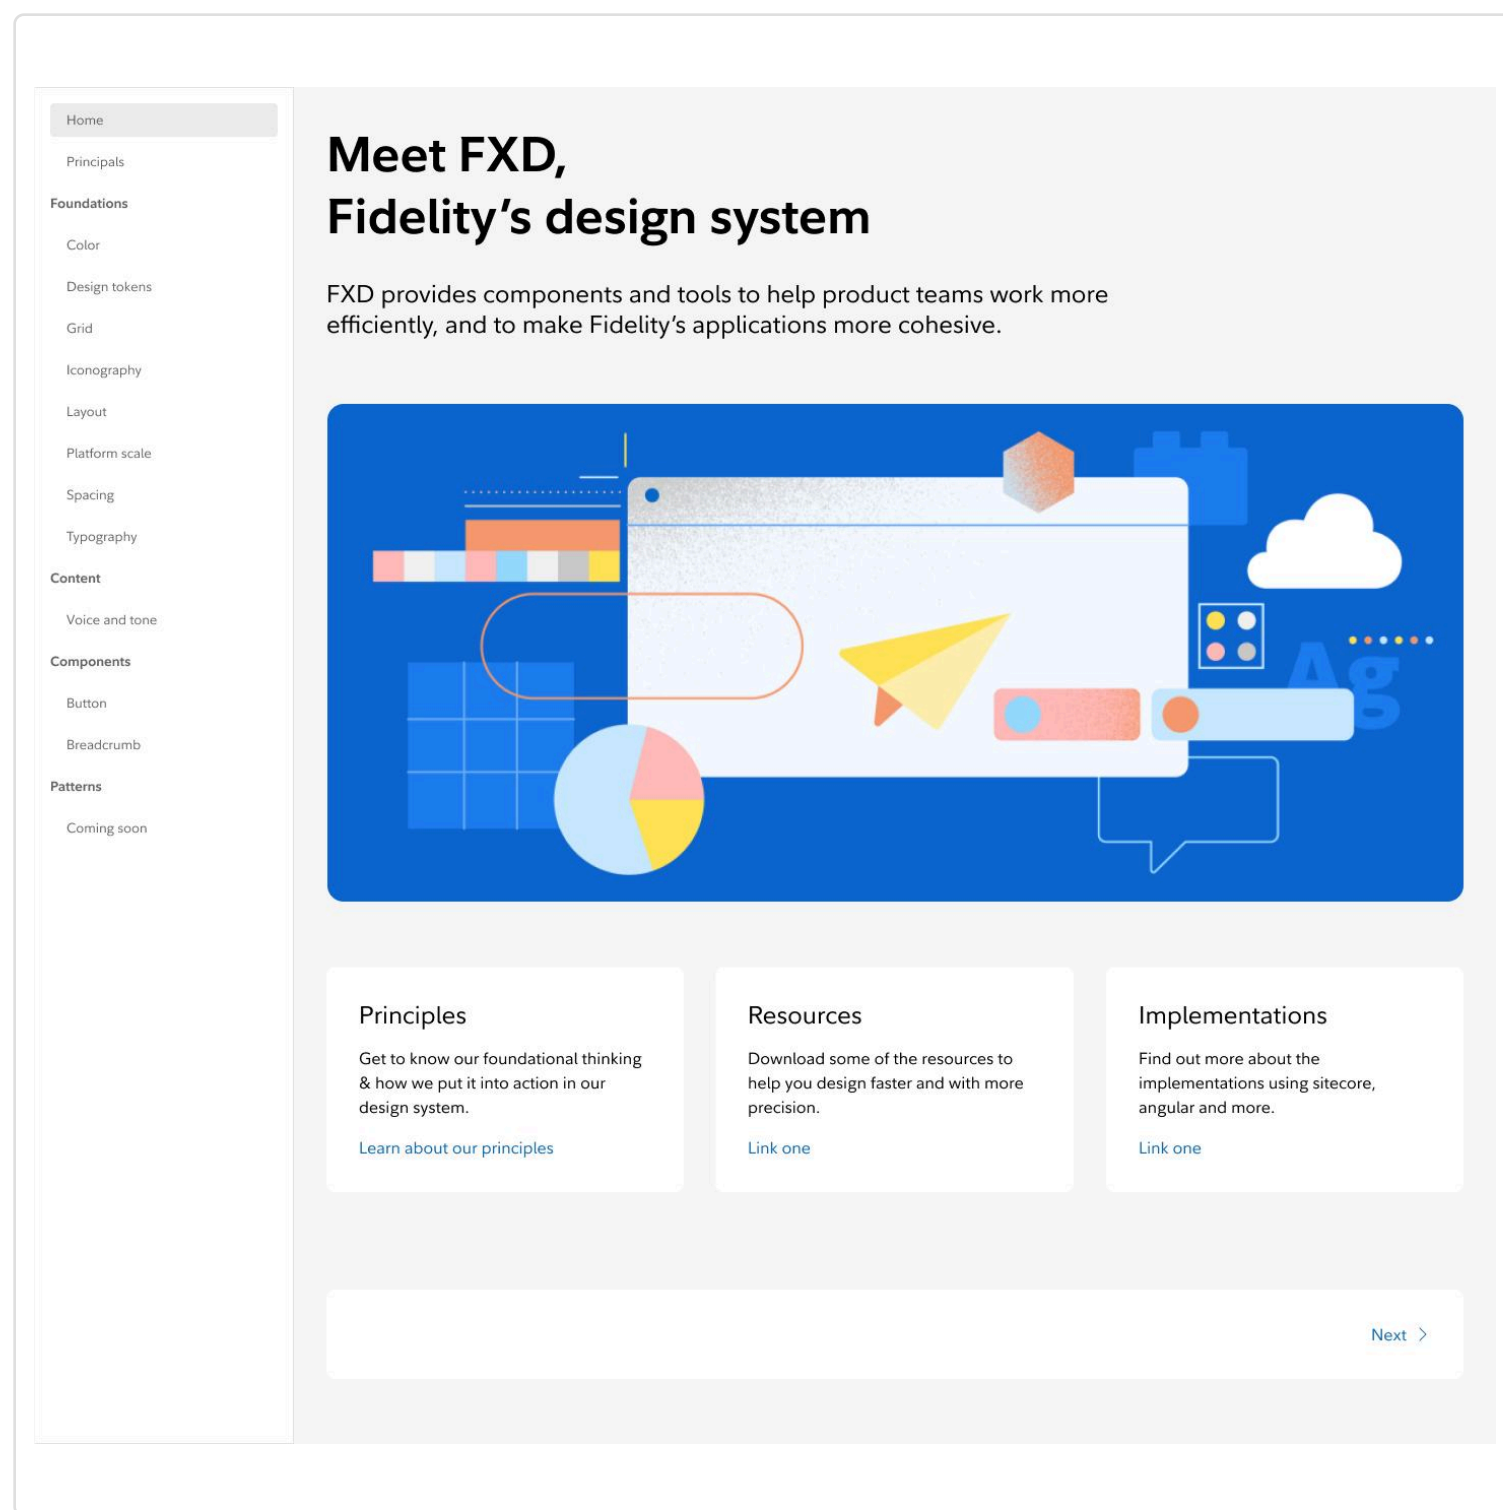 Home
Principals
Foundations
Color
Design tokens
Grid
Iconography
Layout
Platform scale
Spacing
Typography
Content
Voice and tone
Components
Button
Breadcrumb
Patterns
Coming soon
Meet FXD,
Fidelity’s design system
FXD provides components and tools to help product teams work more
efficiently, and to make Fidelity’s applications more cohesive.
Ag
Principles
Get to know our foundational thinking
& how we put it into action in our
design system.
Learn about our principles
Resources
Download some of the resources to
help you design faster and with more
precision.
Link one
Implementations
Find out more about the
implementations using sitecore,
angular and more.
Link one
Next